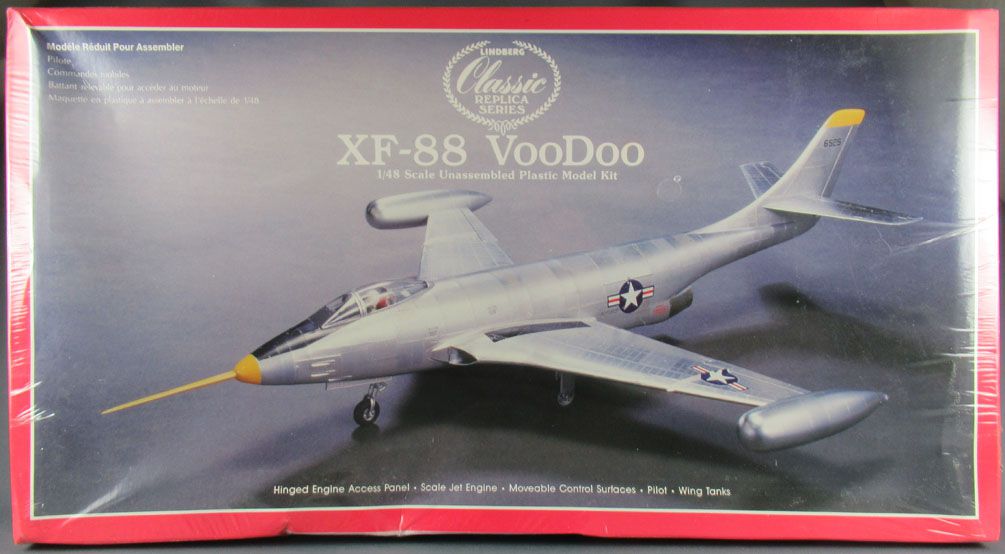 Modèle Réduit Pour Assembler
Pilote
Commandes mobiles
Battant relevable pour accéder au moteur
Maquette en plastique à assembler à l'échelle de 1/48
LINDBERG
Classic
REPLICA
SERIES
XF-88 VooDoo
1/48 Scale Unassembled Plastic Model Kit
6525
Hinged Engine Access Panel • Scale Jet Engine • Moveable Control Surfaces • Pilot • Wing Tanks